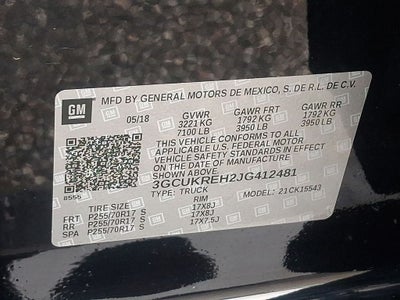 GM MFD BY GENERAL MOTORS DE MEXICO, S. DE R.L. DE C.V.
05/18 GVWR GAWR FRT GAWR RR
3221 KG 1792 KG 1792 KG
7100 LB 3950 LB 3950 LB
THIS VEHICLE CONFORMS TO ALL
APPLICABLE U.S. FEDERAL MOTOR
VEHICLE SAFETY STANDARDS IN EFFECT
ON THE DATE OF MANUFACTURE
3GCUKREH2JG412481
8555 TYPE: TRUCK MODEL: 21CK15543
TIRE SIZE RIM
FRT P255/70R17 S 17X8J
RR P255/70R17 S 17X8J
SP P255/70R17 S 17X7.5J